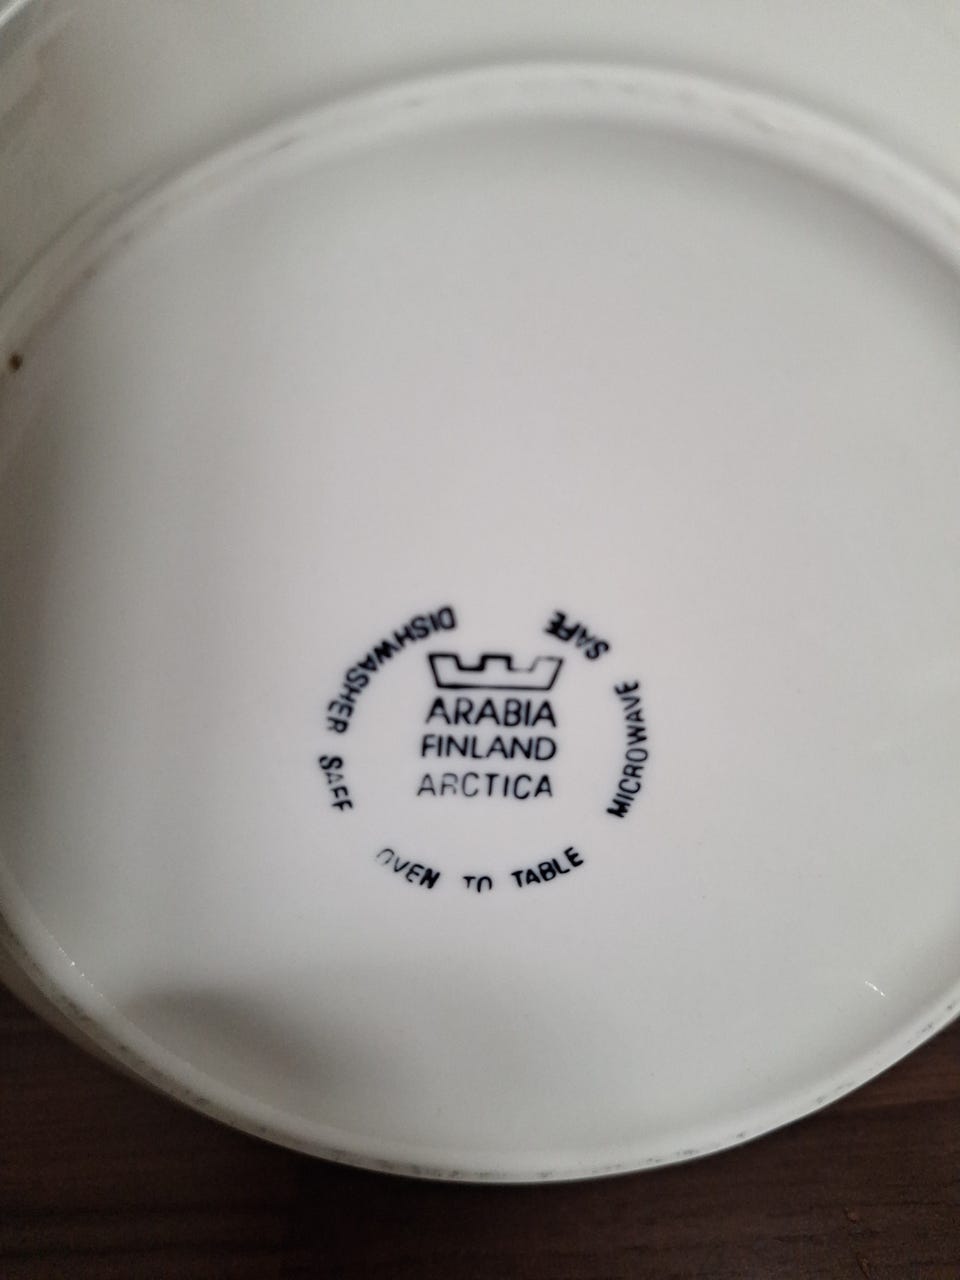 ARABIA
FINLAND
ARCTICA
DISHWASHER SAFE
OVEN TO TABLE
MICROWAVE SAFE